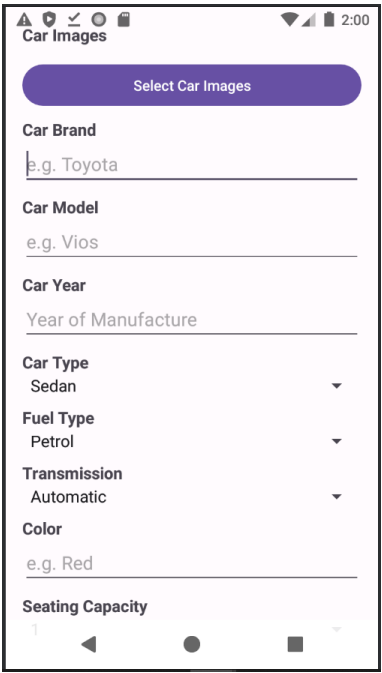 2:00
Car Images
Select Car Images
Car Brand
e.g. Toyota
Car Model
e.g. Vios
Car Year
Year of Manufacture
Car Type
Sedan
Fuel Type
Petrol
Transmission
Automatic
Color
e.g. Red
Seating Capacity
1